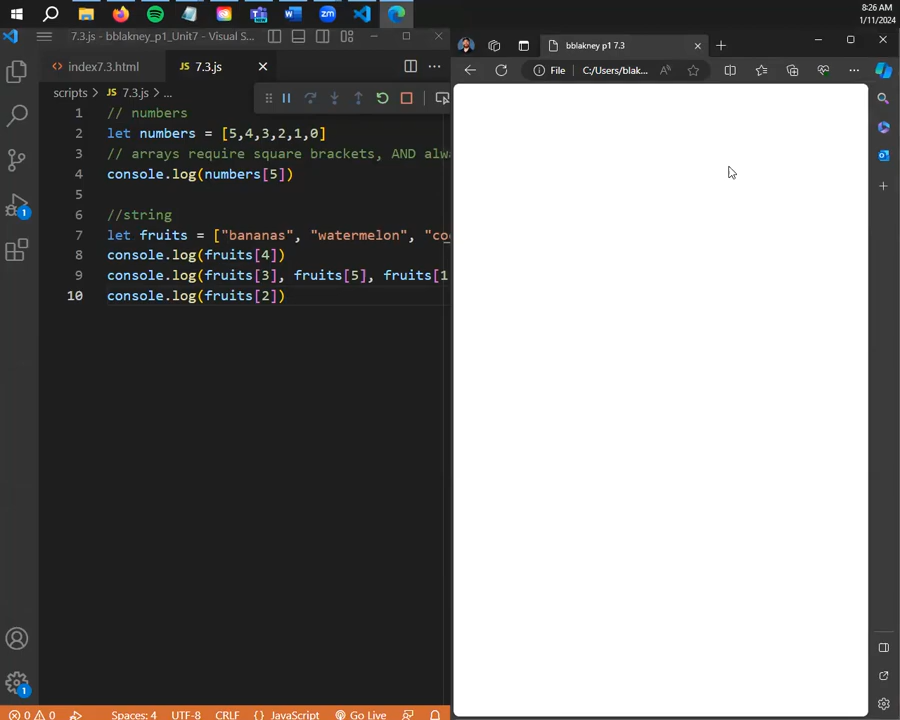 8:26 AM
1/11/2024
7.3.js - bblakney_p1_Unit7 - Visual S...
bblakney p1 7.3
index7.3.html
JS 7.3.js
File
C:/Users/blak...
scripts > JS 7.3.js > ...
1 // numbers
2 let numbers = [5,4,3,2,1,0]
3 // arrays require square brackets, AND alw
4 console.log(numbers[5])
5
6 //string
7 let fruits = ["bananas", "watermelon", "co
8 console.log(fruits[4])
9 console.log(fruits[3], fruits[5], fruits[1
10 console.log(fruits[2])
1
1
0 0 Spaces: 4 UTF-8 CRLF {} JavaScript Go Live